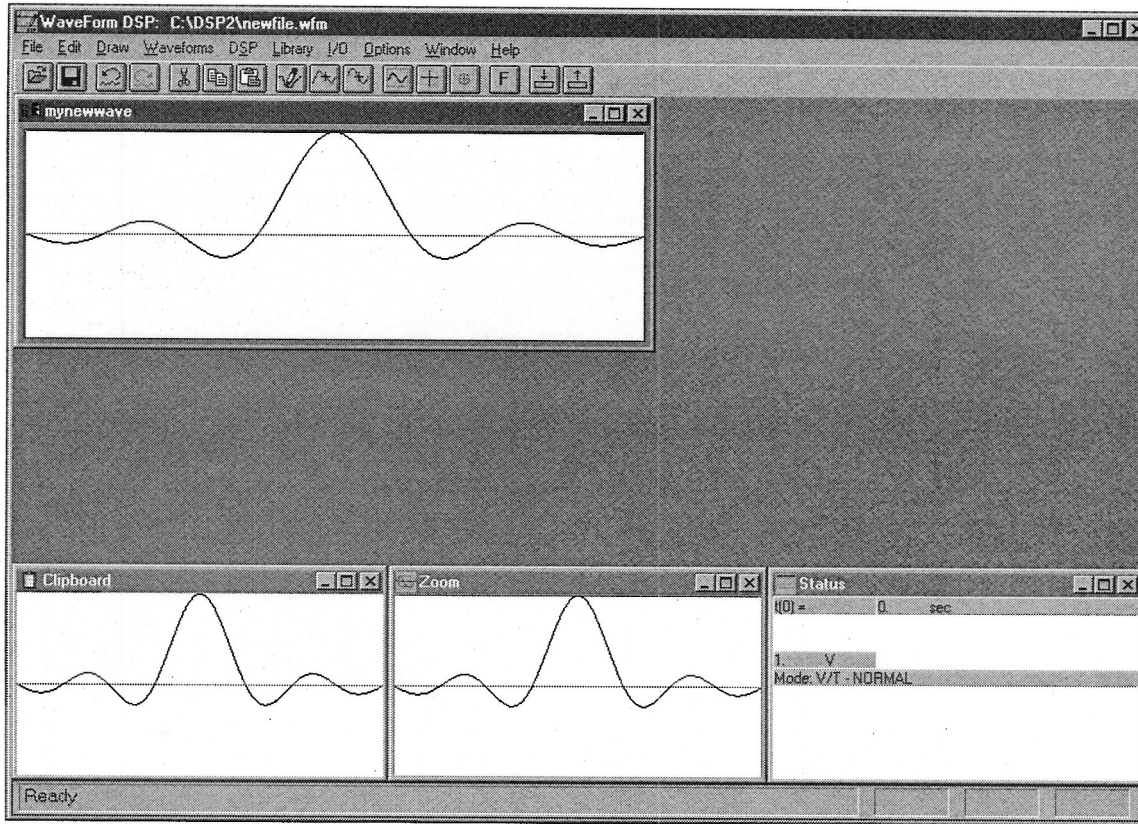 WaveForm DSP: C:\DSP2\newfile.wfm
File Edit Draw Waveforms DSP Library I/O Options Window Help
F
mynewwave
Clipboard
Zoom
Status
t(0) = 0. sec
1. V
Mode: V/T - NORMAL
Ready